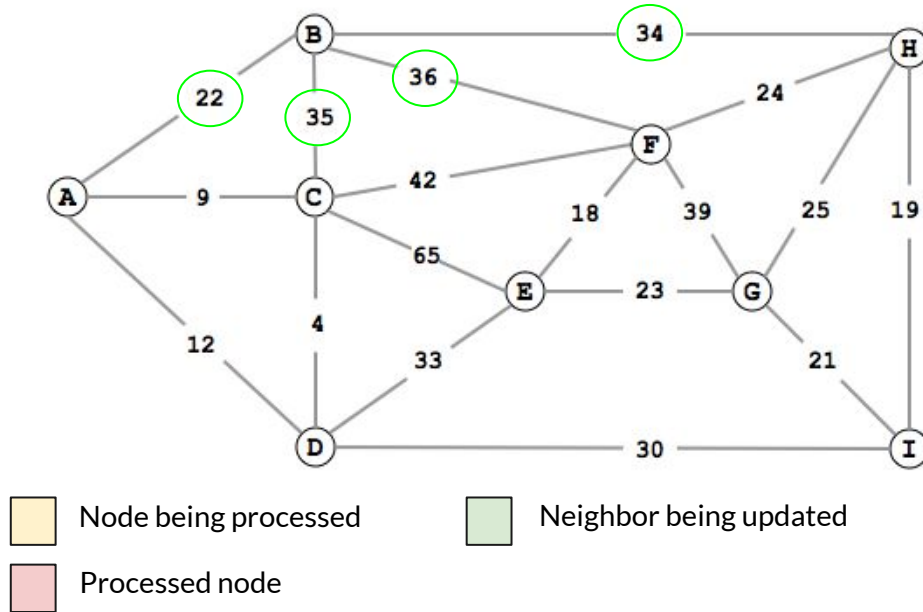 B
34
H
36
22
24
35
F
42
A
9
C
18
39
25
19
65
E
23
G
4
12
33
21
D
30
I
Node being processed
Neighbor being updated
Processed node